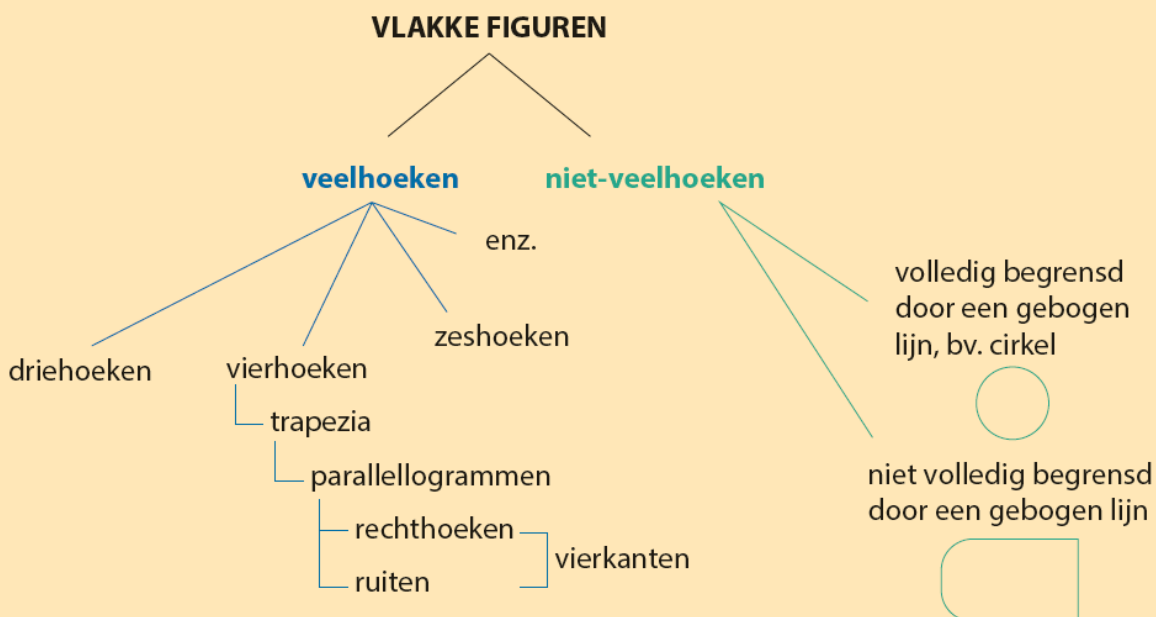 VLAKKE FIGUREN
veelhoeken
niet-veelhoeken
enz.
zeshoeken
driehoeken
vierhoeken
trapezia
parallellogrammen
rechthoeken
ruiten
vierkanten
volledig begrensd
door een gebogen
lijn, bv. cirkel
niet volledig begrensd
door een gebogen lijn